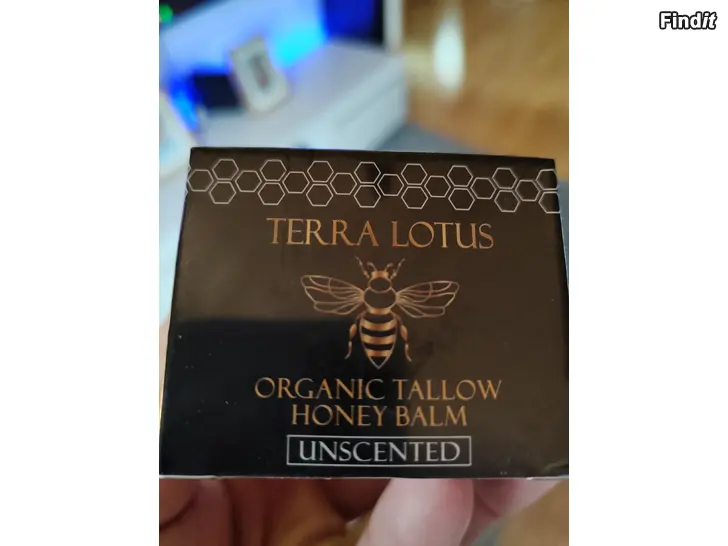 Findit
TERRA LOTUS
ORGANIC TALLOW
HONEY BALM
UNSCENTED